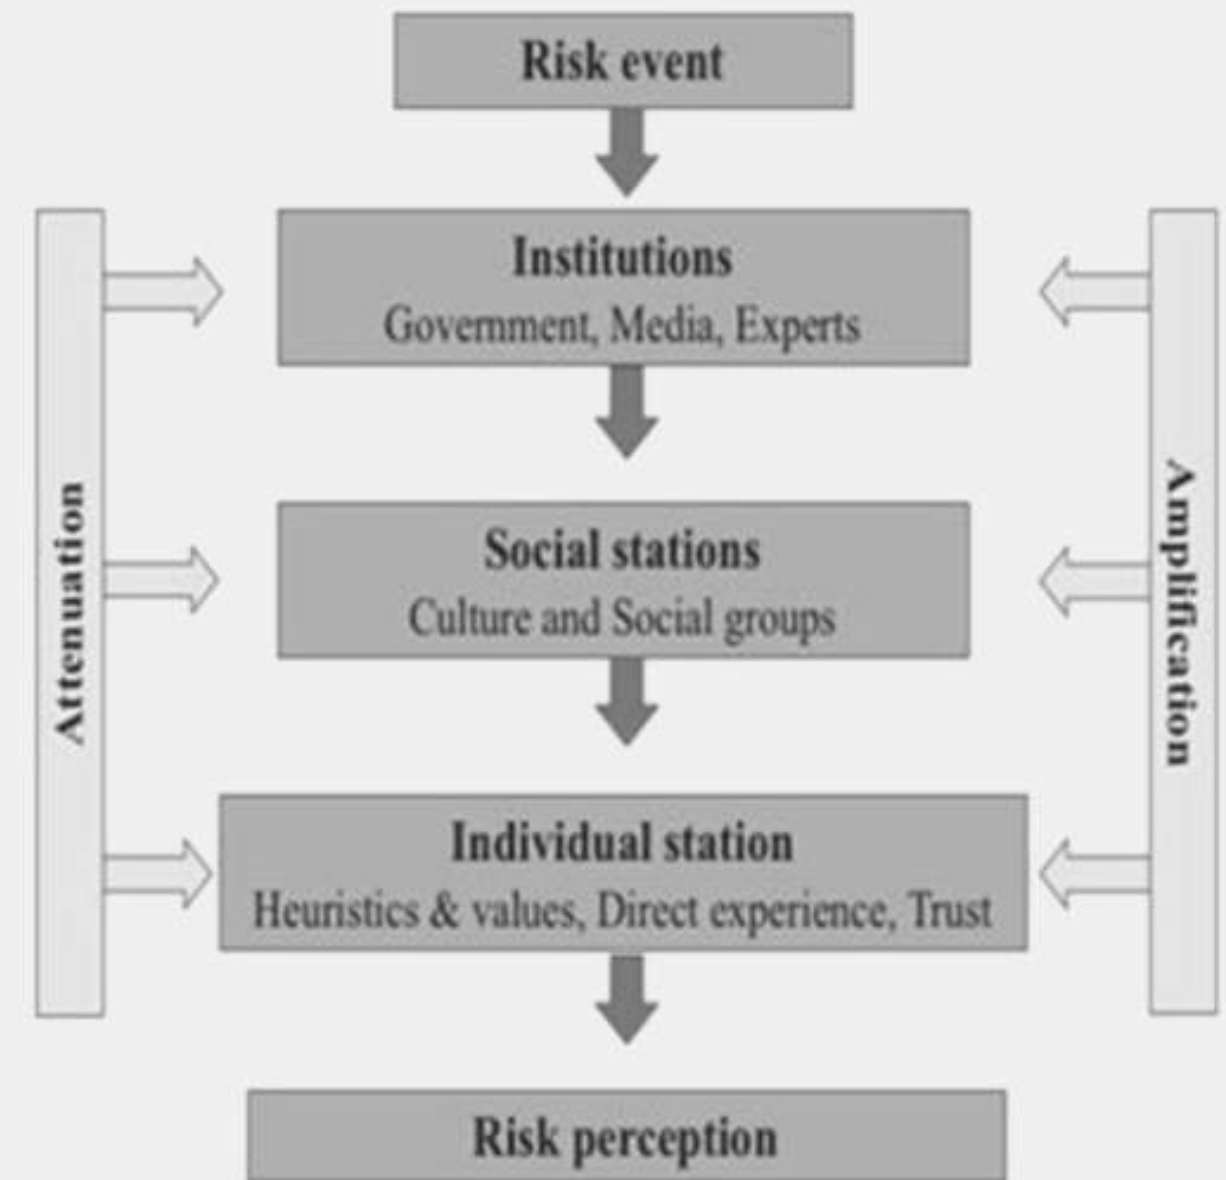 Risk event
Institutions
Government, Media, Experts
Social stations
Culture and Social groups
Individual station
Heuristics & values, Direct experience, Trust
Risk perception
Attenuation
Amplification